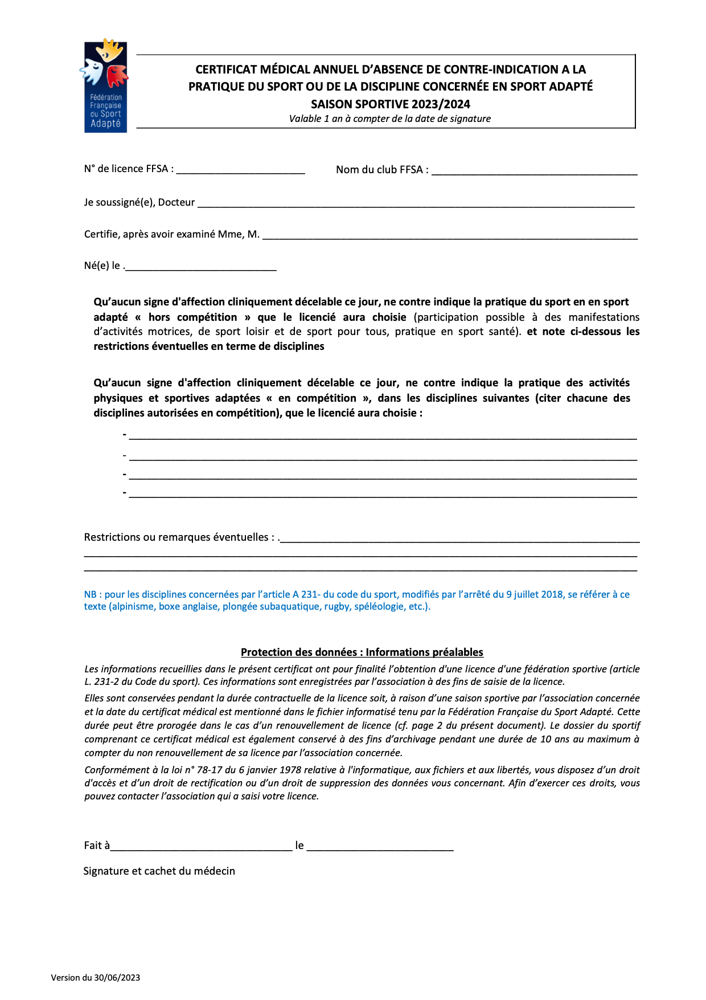 Fédération
Française
du Sport
Adapté
CERTIFICAT MÉDICAL ANNUEL D’ABSENCE DE CONTRE-INDICATION A LA
PRATIQUE DU SPORT OU DE LA DISCIPLINE CONCERNÉE EN SPORT ADAPTÉ
SAISON SPORTIVE 2023/2024
Valable 1 an à compter de la date de signature
N° de licence FFSA : _______________________ Nom du club FFSA : ___________________________________
Je soussigné(e), Docteur ______________________________________________________________________________
Certifie, après avoir examiné Mme, M. ___________________________________________________________________
Né(e) le .___________________________
Qu’aucun signe d'affection cliniquement décelable ce jour, ne contre indique la pratique du sport en en sport
adapté « hors compétition » que le licencié aura choisie (participation possible à des manifestations
d’activités motrices, de sport loisir et de sport pour tous, pratique en sport santé). et note ci-dessous les
restrictions éventuelles en terme de disciplines
Qu’aucun signe d'affection cliniquement décelable ce jour, ne contre indique la pratique des activités
physiques et sportives adaptées « en compétition », dans les disciplines suivantes (citer chacune des
disciplines autorisées en compétition), que le licencié aura choisie :
- ______________________________________________________________________________________
- ______________________________________________________________________________________
- ______________________________________________________________________________________
- ______________________________________________________________________________________
Restrictions ou remarques éventuelles : ._____________________________________________________________
______________________________________________________________________________________________
______________________________________________________________________________________________
NB : pour les disciplines concernées par l’article A 231- du code du sport, modifiés par l’arrêté du 9 juillet 2018, se référer à ce
texte (alpinisme, boxe anglaise, plongée subaquatique, rugby, spéléologie, etc.).
Protection des données : Informations préalables
Les informations recueillies dans le présent certificat ont pour finalité l’obtention d'une licence d'une fédération sportive (article
L. 231-2 du Code du sport). Ces informations sont enregistrées par l’association à des fins de saisie de la licence.
Elles sont conservées pendant la durée contractuelle de la licence soit, à raison d’une saison sportive par l’association concernée
et la date du certificat médical est mentionné dans le fichier informatisé tenu par la Fédération Française du Sport Adapté. Cette
durée peut être prorogée dans le cas d’un renouvellement de licence (cf. page 2 du présent document). Le dossier du sportif
comprenant ce certificat médical est également conservé à des fins d’archivage pendant une durée de 10 ans au maximum à
compter du non renouvellement de sa licence par l’association concernée.
Conformément à la loi n° 78-17 du 6 janvier 1978 relative à l'informatique, aux fichiers et aux libertés, vous disposez d’un droit
d'accès et d’un droit de rectification ou d’un droit de suppression des données vous concernant. Afin d’exercer ces droits, vous
pouvez contacter l’association qui a saisi votre licence.
Fait à_______________________________ le _________________________
Signature et cachet du médecin
Version du 30/06/2023